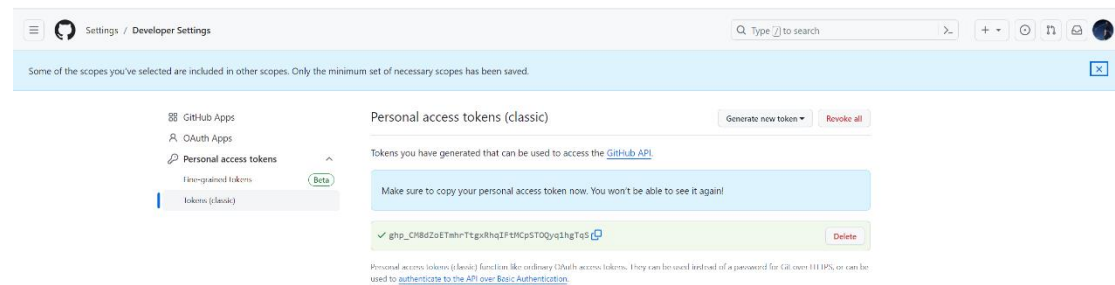 Settings / Developer Settings
Type / to search
Some of the scopes you've selected are included in other scopes. Only the minimum set of necessary scopes has been saved.
GitHub Apps
OAuth Apps
Personal access tokens
Fine-grained tokens Beta
Tokens (classic)
Personal access tokens (classic)
Generate new token Revoke all
Tokens you have generated that can be used to access the GitHub API.
Make sure to copy your personal access token now. You won't be able to see it again!
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 Delete
Personal access tokens (classic) function like ordinary OAuth access tokens. They can be used instead of a password for Git over HTTPS, or can be
used to authenticate to the API over Basic Authentication.